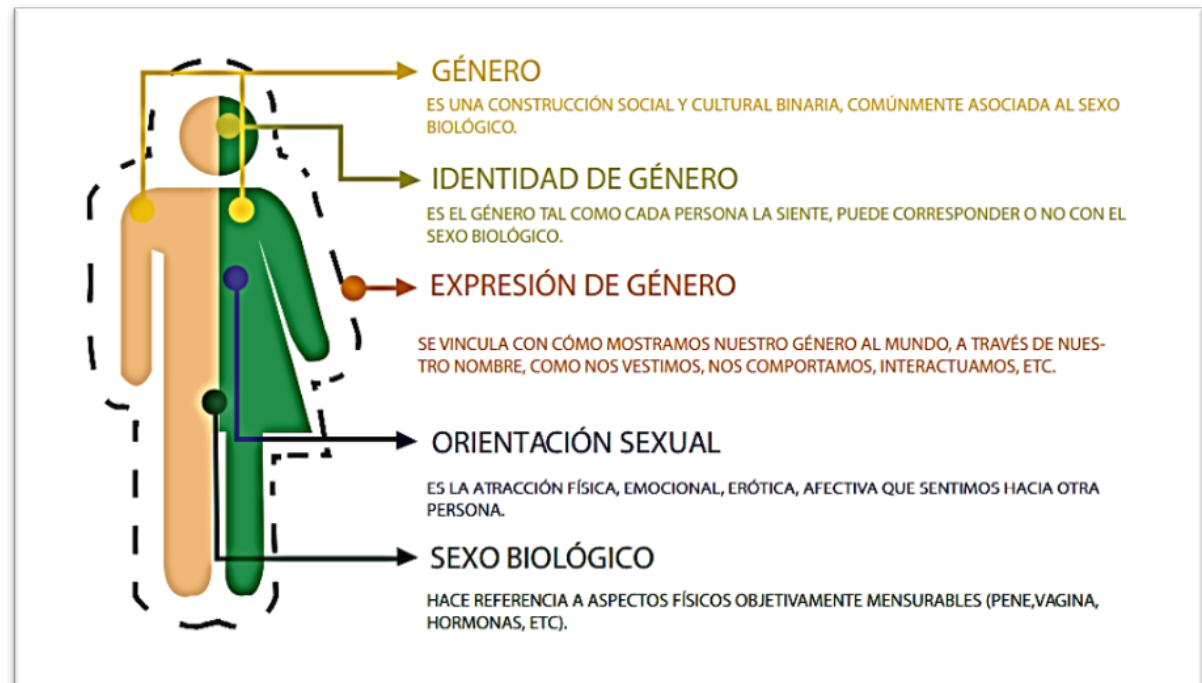 GÉNERO
ES UNA CONSTRUCCIÓN SOCIAL Y CULTURAL BINARIA, COMÚNMENTE ASOCIADA AL SEXO
BIOLÓGICO.
IDENTIDAD DE GÉNERO
ES EL GÉNERO TAL COMO CADA PERSONA LA SIENTE, PUEDE CORRESPONDER O NO CON EL
SEXO BIOLÓGICO.
EXPRESIÓN DE GÉNERO
SE VINCULA CON CÓMO MOSTRAMOS NUESTRO GÉNERO AL MUNDO, A TRAVÉS DE NUES-
TRO NOMBRE, COMO NOS VESTIMOS, NOS COMPORTAMOS, INTERACTUAMOS, ETC.
ORIENTACIÓN SEXUAL
ES LA ATRACCIÓN FÍSICA, EMOCIONAL, ERÓTICA, AFECTIVA QUE SENTIMOS HACIA OTRA
PERSONA.
SEXO BIOLÓGICO
HACE REFERENCIA A ASPECTOS FÍSICOS OBJETIVAMENTE MENSURABLES (PENE,VAGINA,
HORMONAS, ETC).